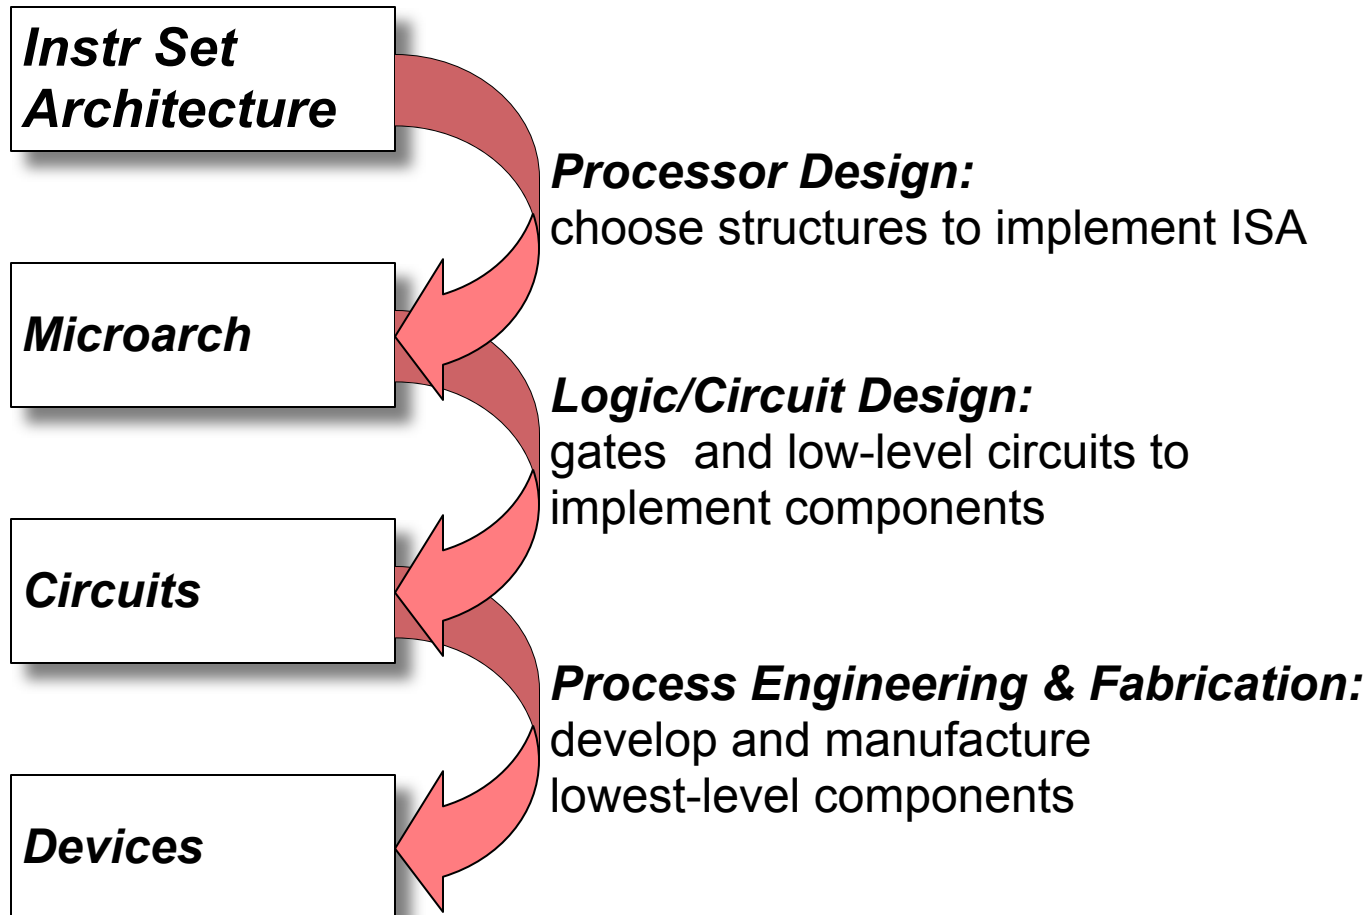 Instr Set
Architecture
Processor Design:
choose structures to implement ISA
Microarch
Logic/Circuit Design:
gates  and low-level circuits to
implement components
Circuits
Process Engineering & Fabrication:
develop and manufacture
lowest-level components
Devices